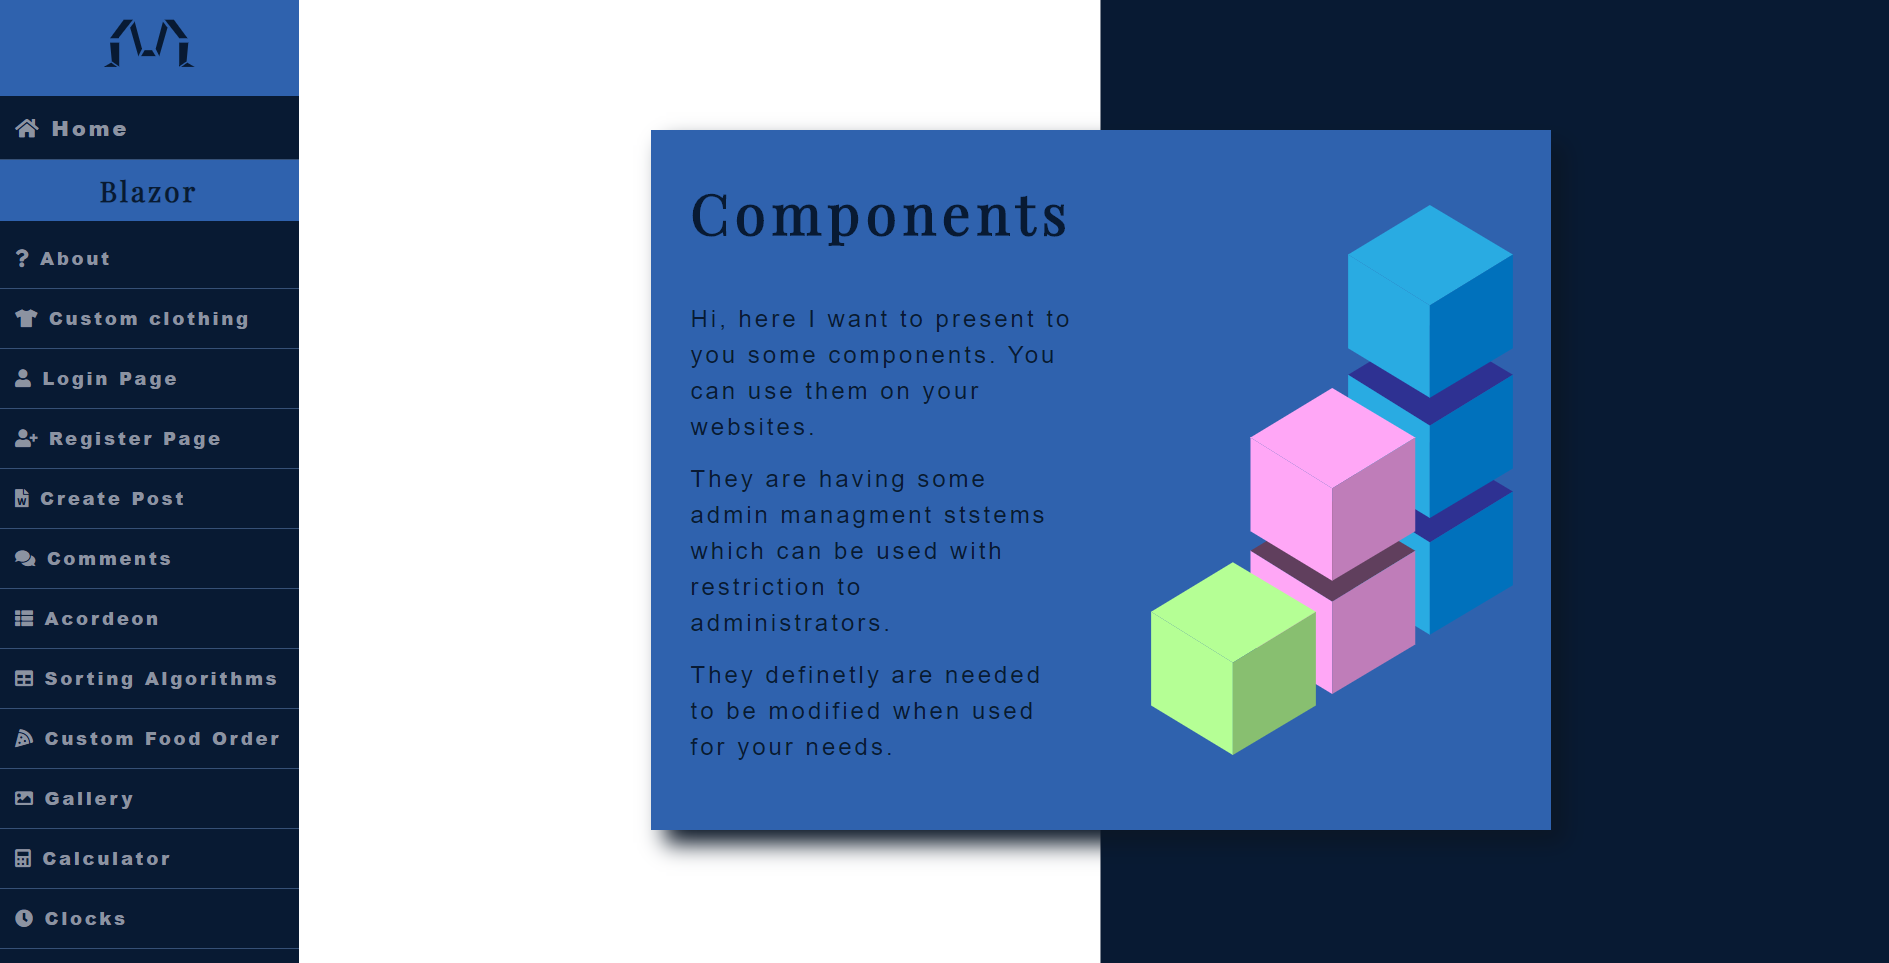 Home
Blazor
About
Custom clothing
Login Page
Register Page
Create Post
Comments
Acordeon
Sorting Algorithms
Custom Food Order
Gallery
Calculator
Clocks
Components
Hi, here I want to present to
you some components. You
can use them on your
websites.
They are having some
admin managment ststems
which can be used with
restriction to
administrators.
They definetly are needed
to be modified when used
for your needs.